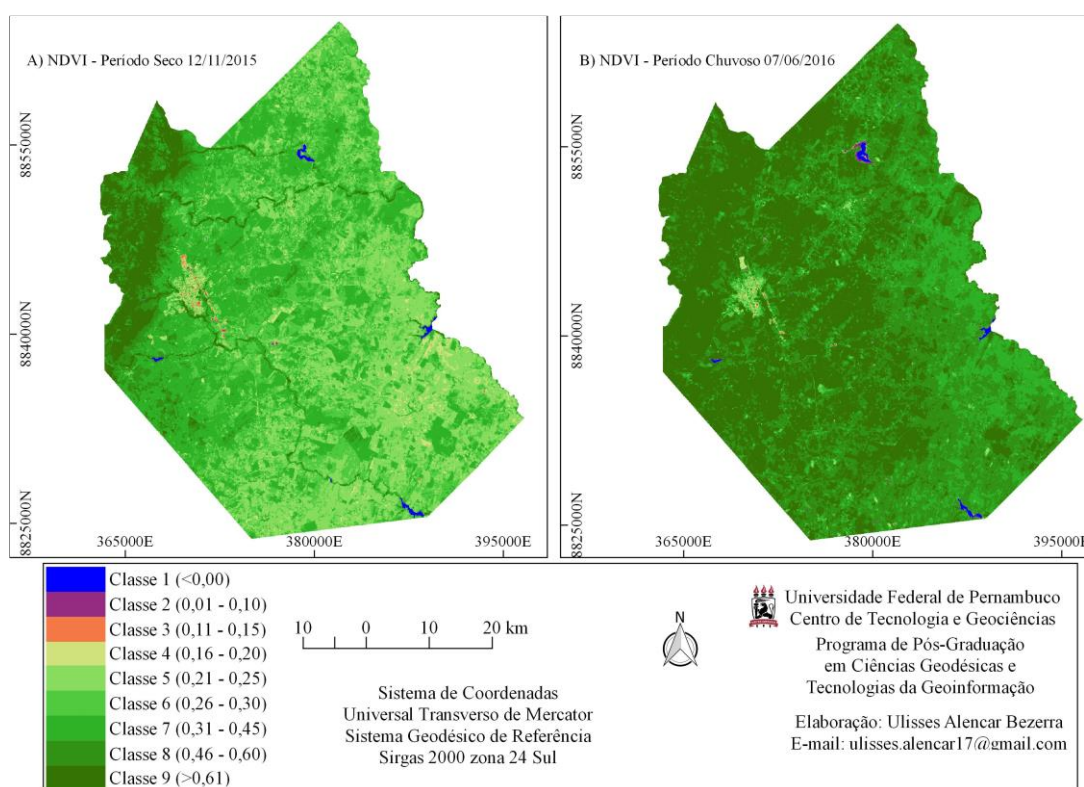 A) NDVI - Período Seco 12/11/2015
B) NDVI - Período Chuvoso 07/06/2016
8855000N
8840000N
8825000N
365000E
380000E
395000E
8855000N
8840000N
8825000N
365000E
380000E
395000E
Classe 1 (<0,00)
Classe 2 (0,01 - 0,10)
Classe 3 (0,11 - 0,15)
Classe 4 (0,16 - 0,20)
Classe 5 (0,21 - 0,25)
Classe 6 (0,26 - 0,30)
Classe 7 (0,31 - 0,45)
Classe 8 (0,46 - 0,60)
Classe 9 (>0,61)
10 0 10 20 km
Sistema de Coordenadas
Universal Transverso de Mercator
Sistema Geodésico de Referência
Sirgas 2000 zona 24 Sul
N
Universidade Federal de Pernambuco
Centro de Tecnologia e Geociências
Programa de Pós-Graduação
em Ciências Geodésicas e
Tecnologias da Geoinformação
Elaboração: Ulisses Alencar Bezerra
E-mail: ulisses.alencar17@gmail.com